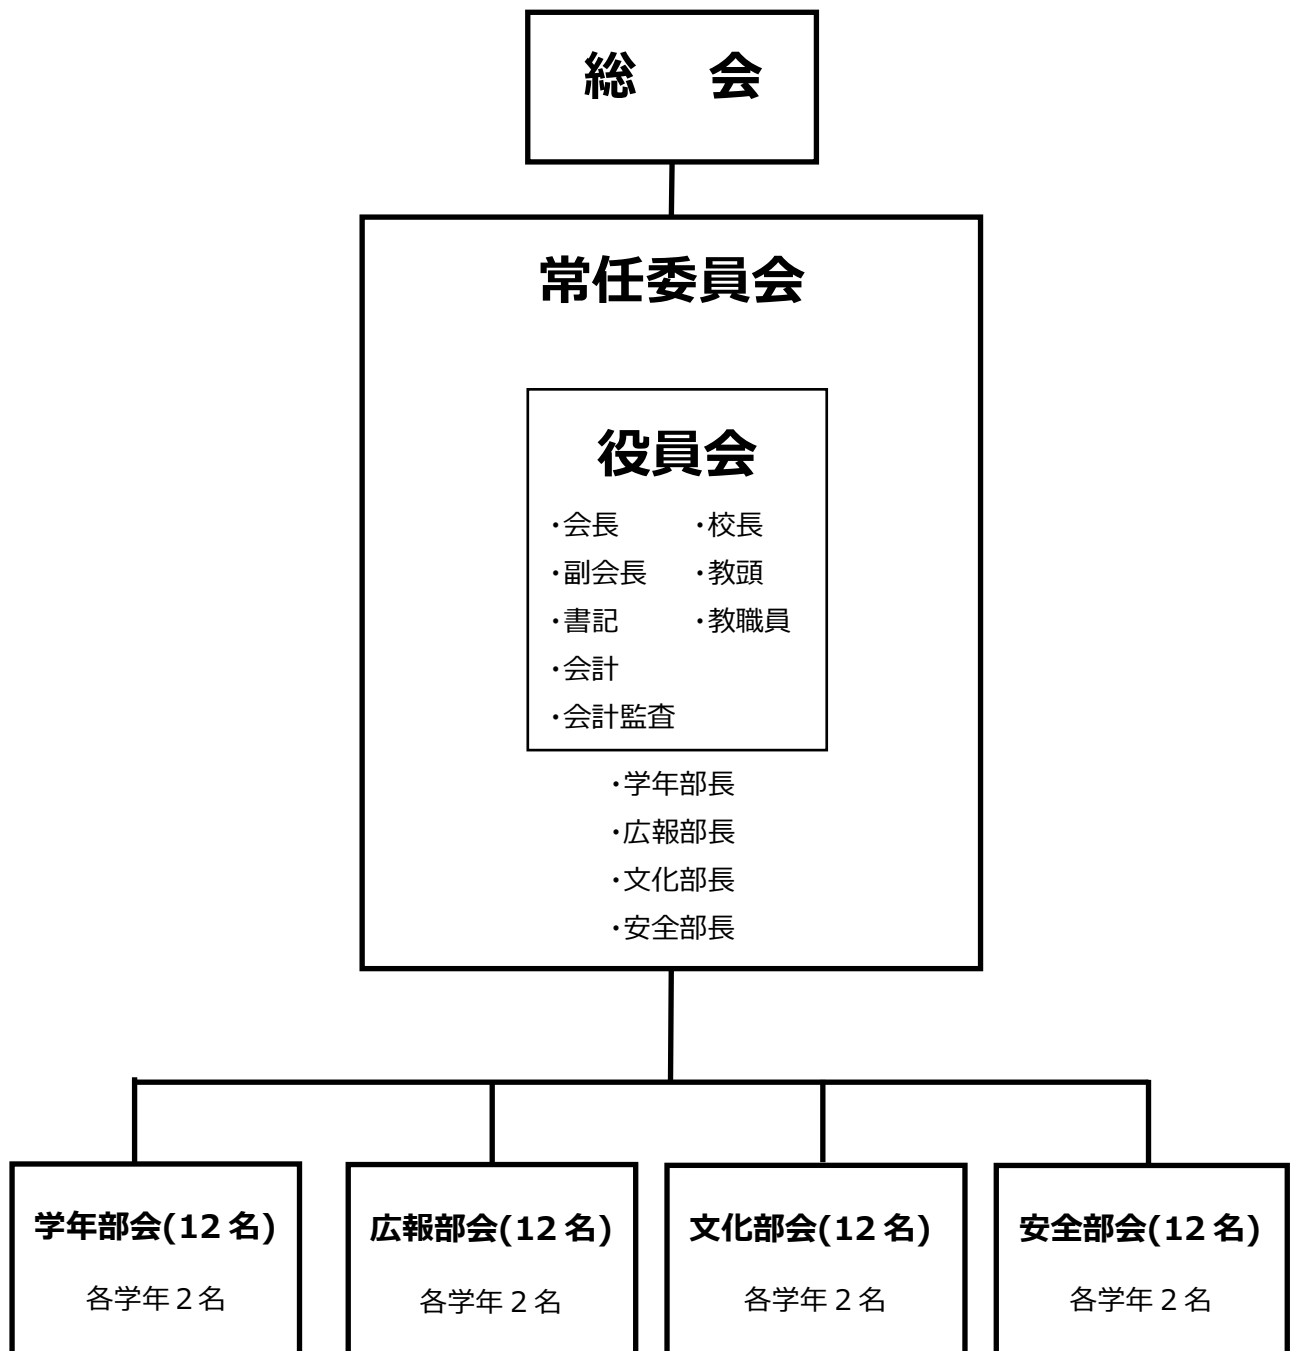 総　会
常任委員会
役員会
・会長　・校長
・副会長　・教頭
・書記　・教職員
・会計
・会計監査
・学年部長
・広報部長
・文化部長
・安全部長
学年部会(12名)　広報部会(12名)　文化部会(12名)　安全部会(12名)
各学年２名　各学年２名　各学年２名　各学年２名